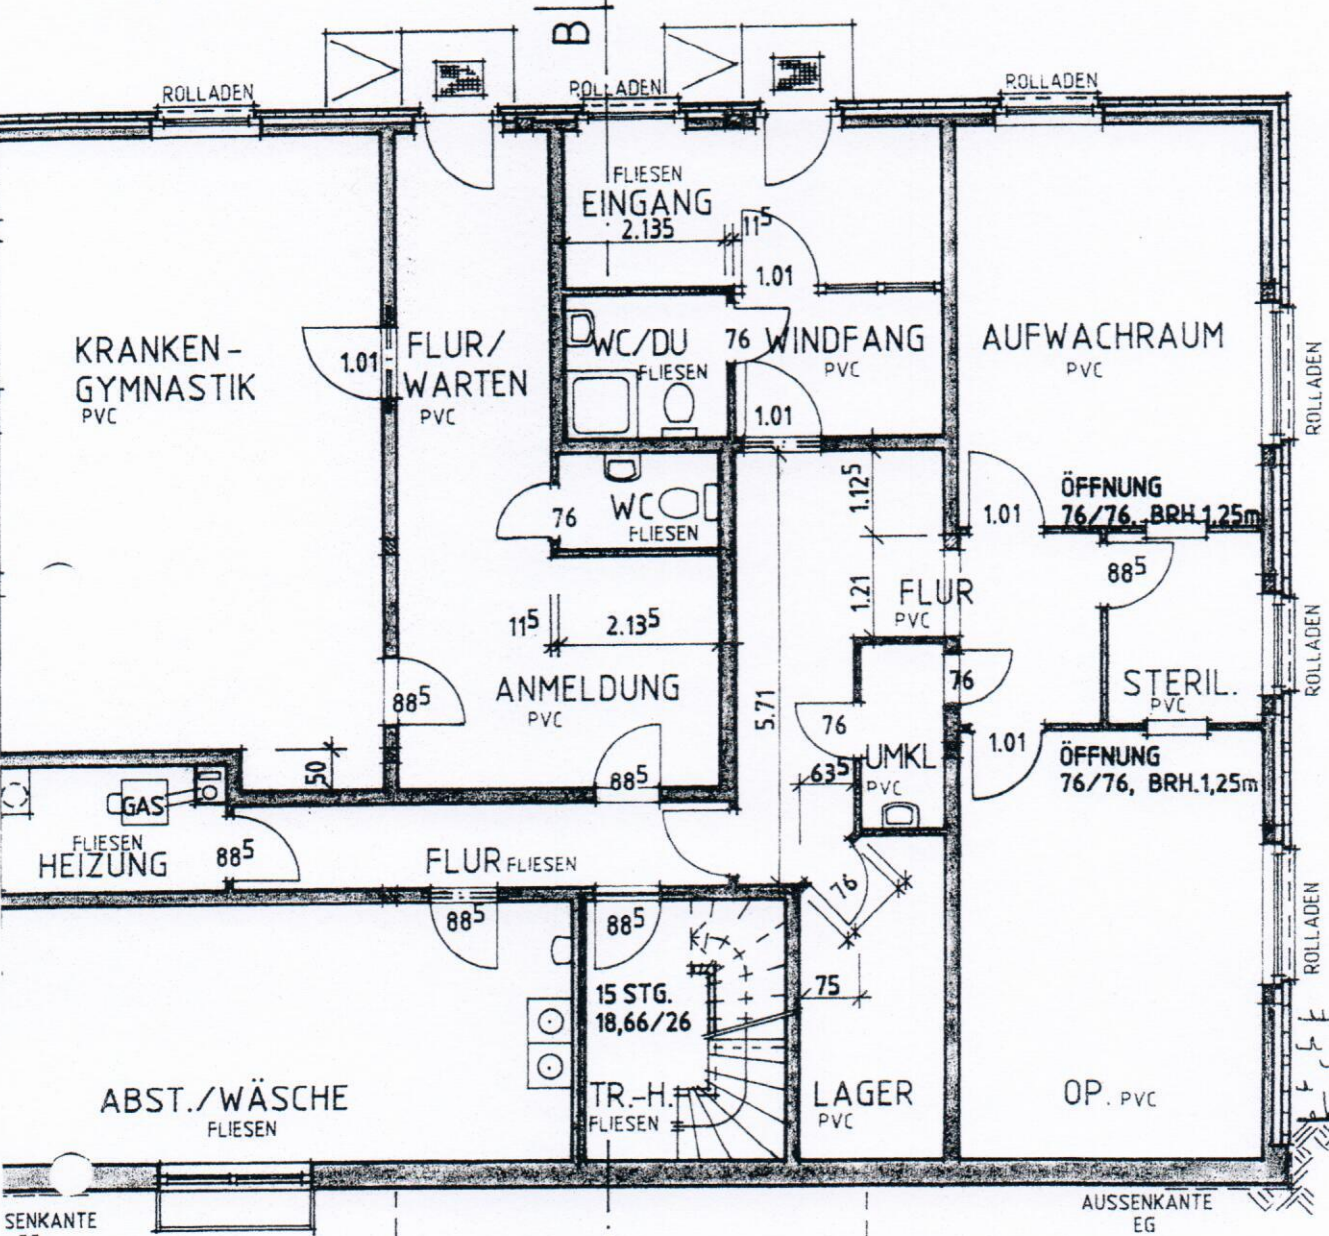 B
ROLLADEN
ROLLADEN
ROLLADEN
FLIESEN
EINGANG
2.135
11⁵
1.01
KRANKEN-
GYMNASTIK
PVC
1.01
FLUR/
WARTEN
PVC
WC/DU
FLIESEN
76
WINDFANG
PVC
1.01
AUFWACHRAUM
PVC
ROLLADEN
WC
FLIESEN
76
1.12⁵
1.01
ÖFFNUNG
76/76, BRH.1,25m
88⁵
1.21
FLUR
PVC
11⁵
2.13⁵
ROLLADEN
ANMELDUNG
PVC
88⁵
5.71
76
76
STERIL.
PVC
1.01
ÖFFNUNG
76/76, BRH.1,25m
50
88⁵
63⁵
UMKL
PVC
GAS
FLIESEN
HEIZUNG
88⁵
FLUR FLIESEN
76
88⁵
88⁵
ROLLADEN
15 STG.
18,66/26
75
ABST./WÄSCHE
FLIESEN
TR.-H.
FLIESEN
LAGER
PVC
OP. PVC
SENKANTE
EG
AUSSENKANTE
EG